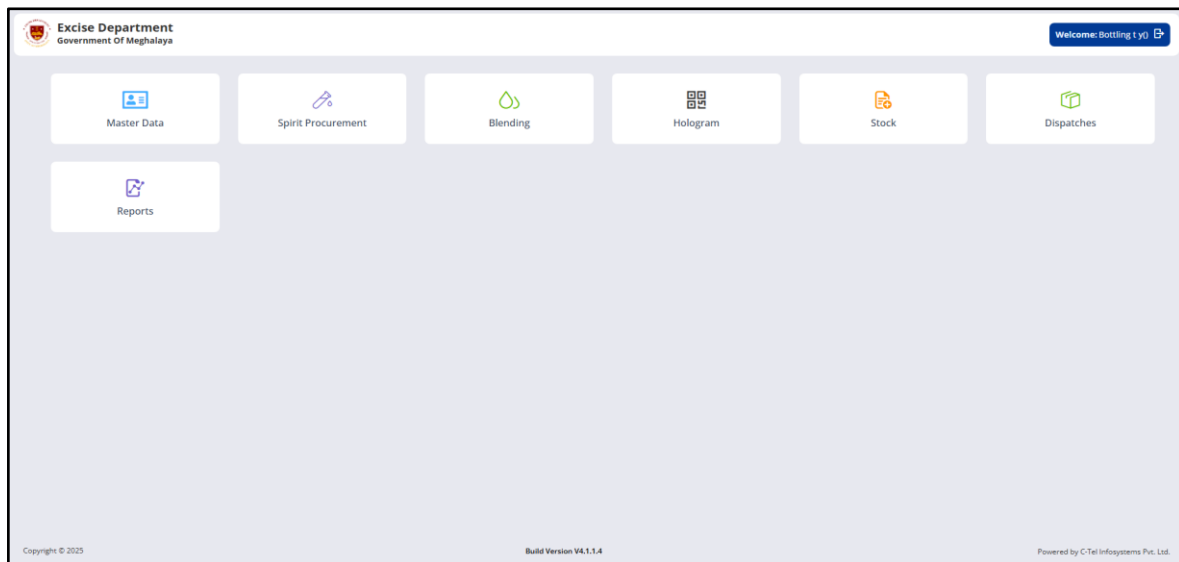 Excise Department
Government Of Meghalaya
Welcome: Bottling t y()
Master Data
Spirit Procurement
Blending
Hologram
Stock
Dispatches
Reports
Copyright © 2025
Build Version V4.1.1.4
Powered by C-Tel Infosystems Pvt. Ltd.